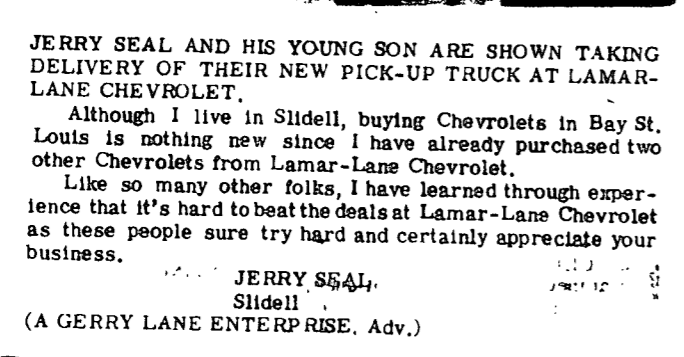 JERRY SEAL AND HIS YOUNG SON ARE SHOWN TAKING
DELIVERY OF THEIR NEW PICK-UP TRUCK AT LAMAR-
LANE CHEVROLET.
Although I live in Slidell, buying Chevrolets in Bay St.
Louis is nothing new since I have already purchased two
other Chevrolets from Lamar-Lane Chevrolet.
Like so many other folks, I have learned through exper-
ience that it's hard to beat the deals at Lamar-Lane Chevrolet
as these people sure try hard and certainly appreciate your
business.
JERRY SEAL
Slidell
(A GERRY LANE ENTERPRISE. Adv.)